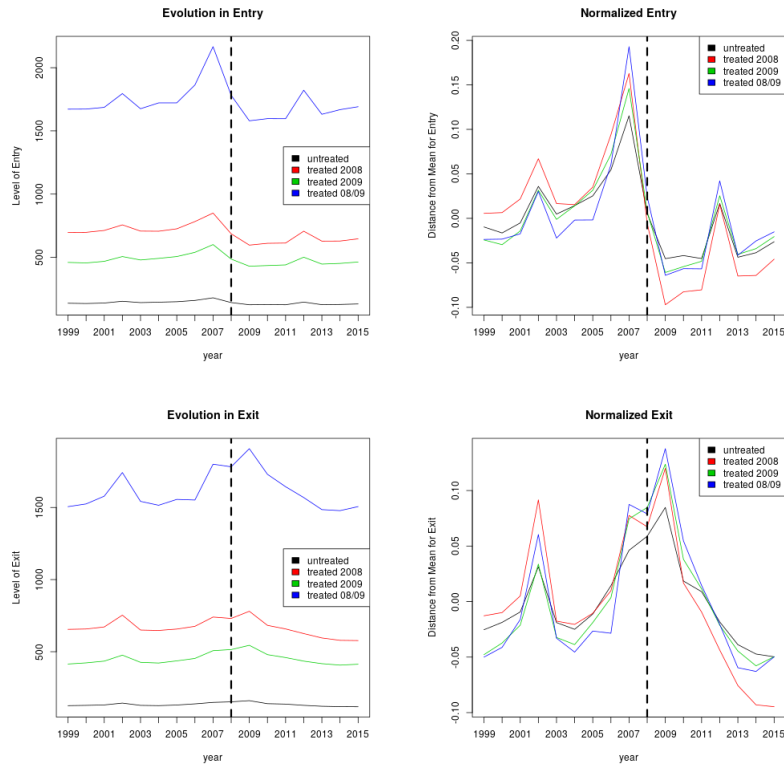 Evolution in Entry
Level of Entry
2000
1500
1000
500
untreated
treated 2008
treated 2009
treated 08/09
1999 2001 2003 2005 2007 2009 2011 2013 2015
year
Normalized Entry
Distance from Mean for Entry
0.20
0.15
0.10
0.05
0.00
-0.05
-0.10
untreated
treated 2008
treated 2009
treated 08/09
1999 2001 2003 2005 2007 2009 2011 2013 2015
year
Evolution in Exit
Level of Exit
1500
1000
500
untreated
treated 2008
treated 2009
treated 08/09
1999 2001 2003 2005 2007 2009 2011 2013 2015
year
Normalized Exit
Distance from Mean for Exit
0.10
0.05
0.00
-0.05
-0.10
untreated
treated 2008
treated 2009
treated 08/09
1999 2001 2003 2005 2007 2009 2011 2013 2015
year